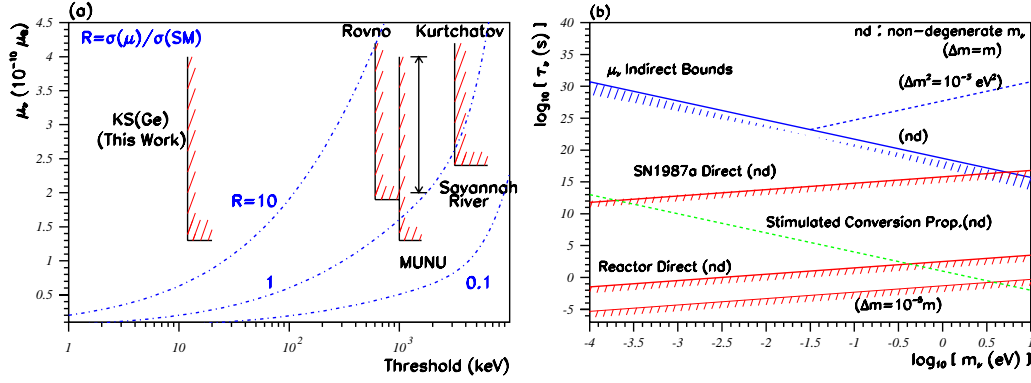 (a)
μν (10⁻¹⁰ μB)
4.5
4
3.5
3
2.5
2
1.5
1
0.5
R=σ(μ)/σ(SM)
Rovno
Kurtchatov
KS(Ge)
(This Work)
Savannah
River
R=10
MUNU
1
0.1
1
10
10²
10³
Threshold (keV)
(b)
log₁₀ [ τν (s) ]
40
35
30
25
20
15
10
5
0
-5
nd : non-degenerate mν
(Δm=m)
μν Indirect Bounds
(Δm²=10⁻⁵ eV²)
(nd)
SN1987a Direct (nd)
Stimulated Conversion Prop.(nd)
Reactor Direct (nd)
(Δm=10⁻⁵m)
-4
-3.5
-3
-2.5
-2
-1.5
-1
-0.5
0
0.5
1
log₁₀ [ mν (eV) ]